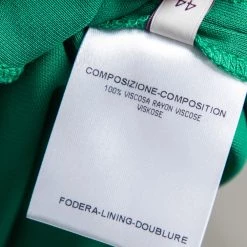 44
COMPOSIZIONE-COMPOSITION
100% VISCOSA RAYON VISCOSE
VISKOSE
FODERA-LINING-DOUBLURE